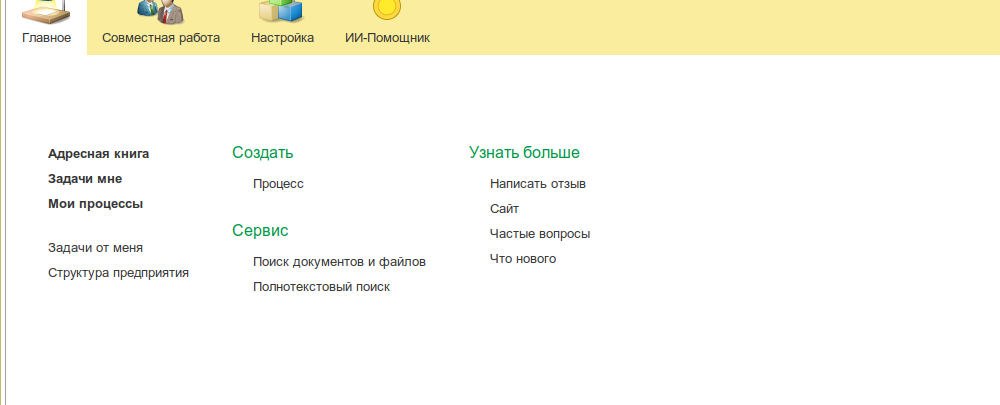 Главное
Совместная работа
Настройка
ИИ-Помощник
Адресная книга
Задачи мне
Мои процессы
Задачи от меня
Структура предприятия
Создать
Процесс
Сервис
Поиск документов и файлов
Полнотекстовый поиск
Узнать больше
Написать отзыв
Сайт
Частые вопросы
Что нового